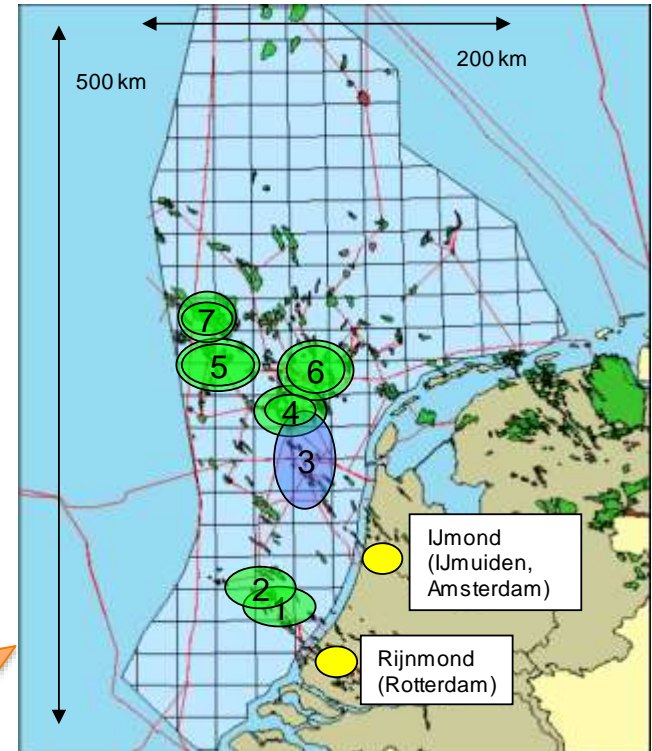 200 km
500 km
7
5
6
4
3
2
1
IJmond
(IJmuiden,
Amsterdam)
Rijnmond
(Rotterdam)